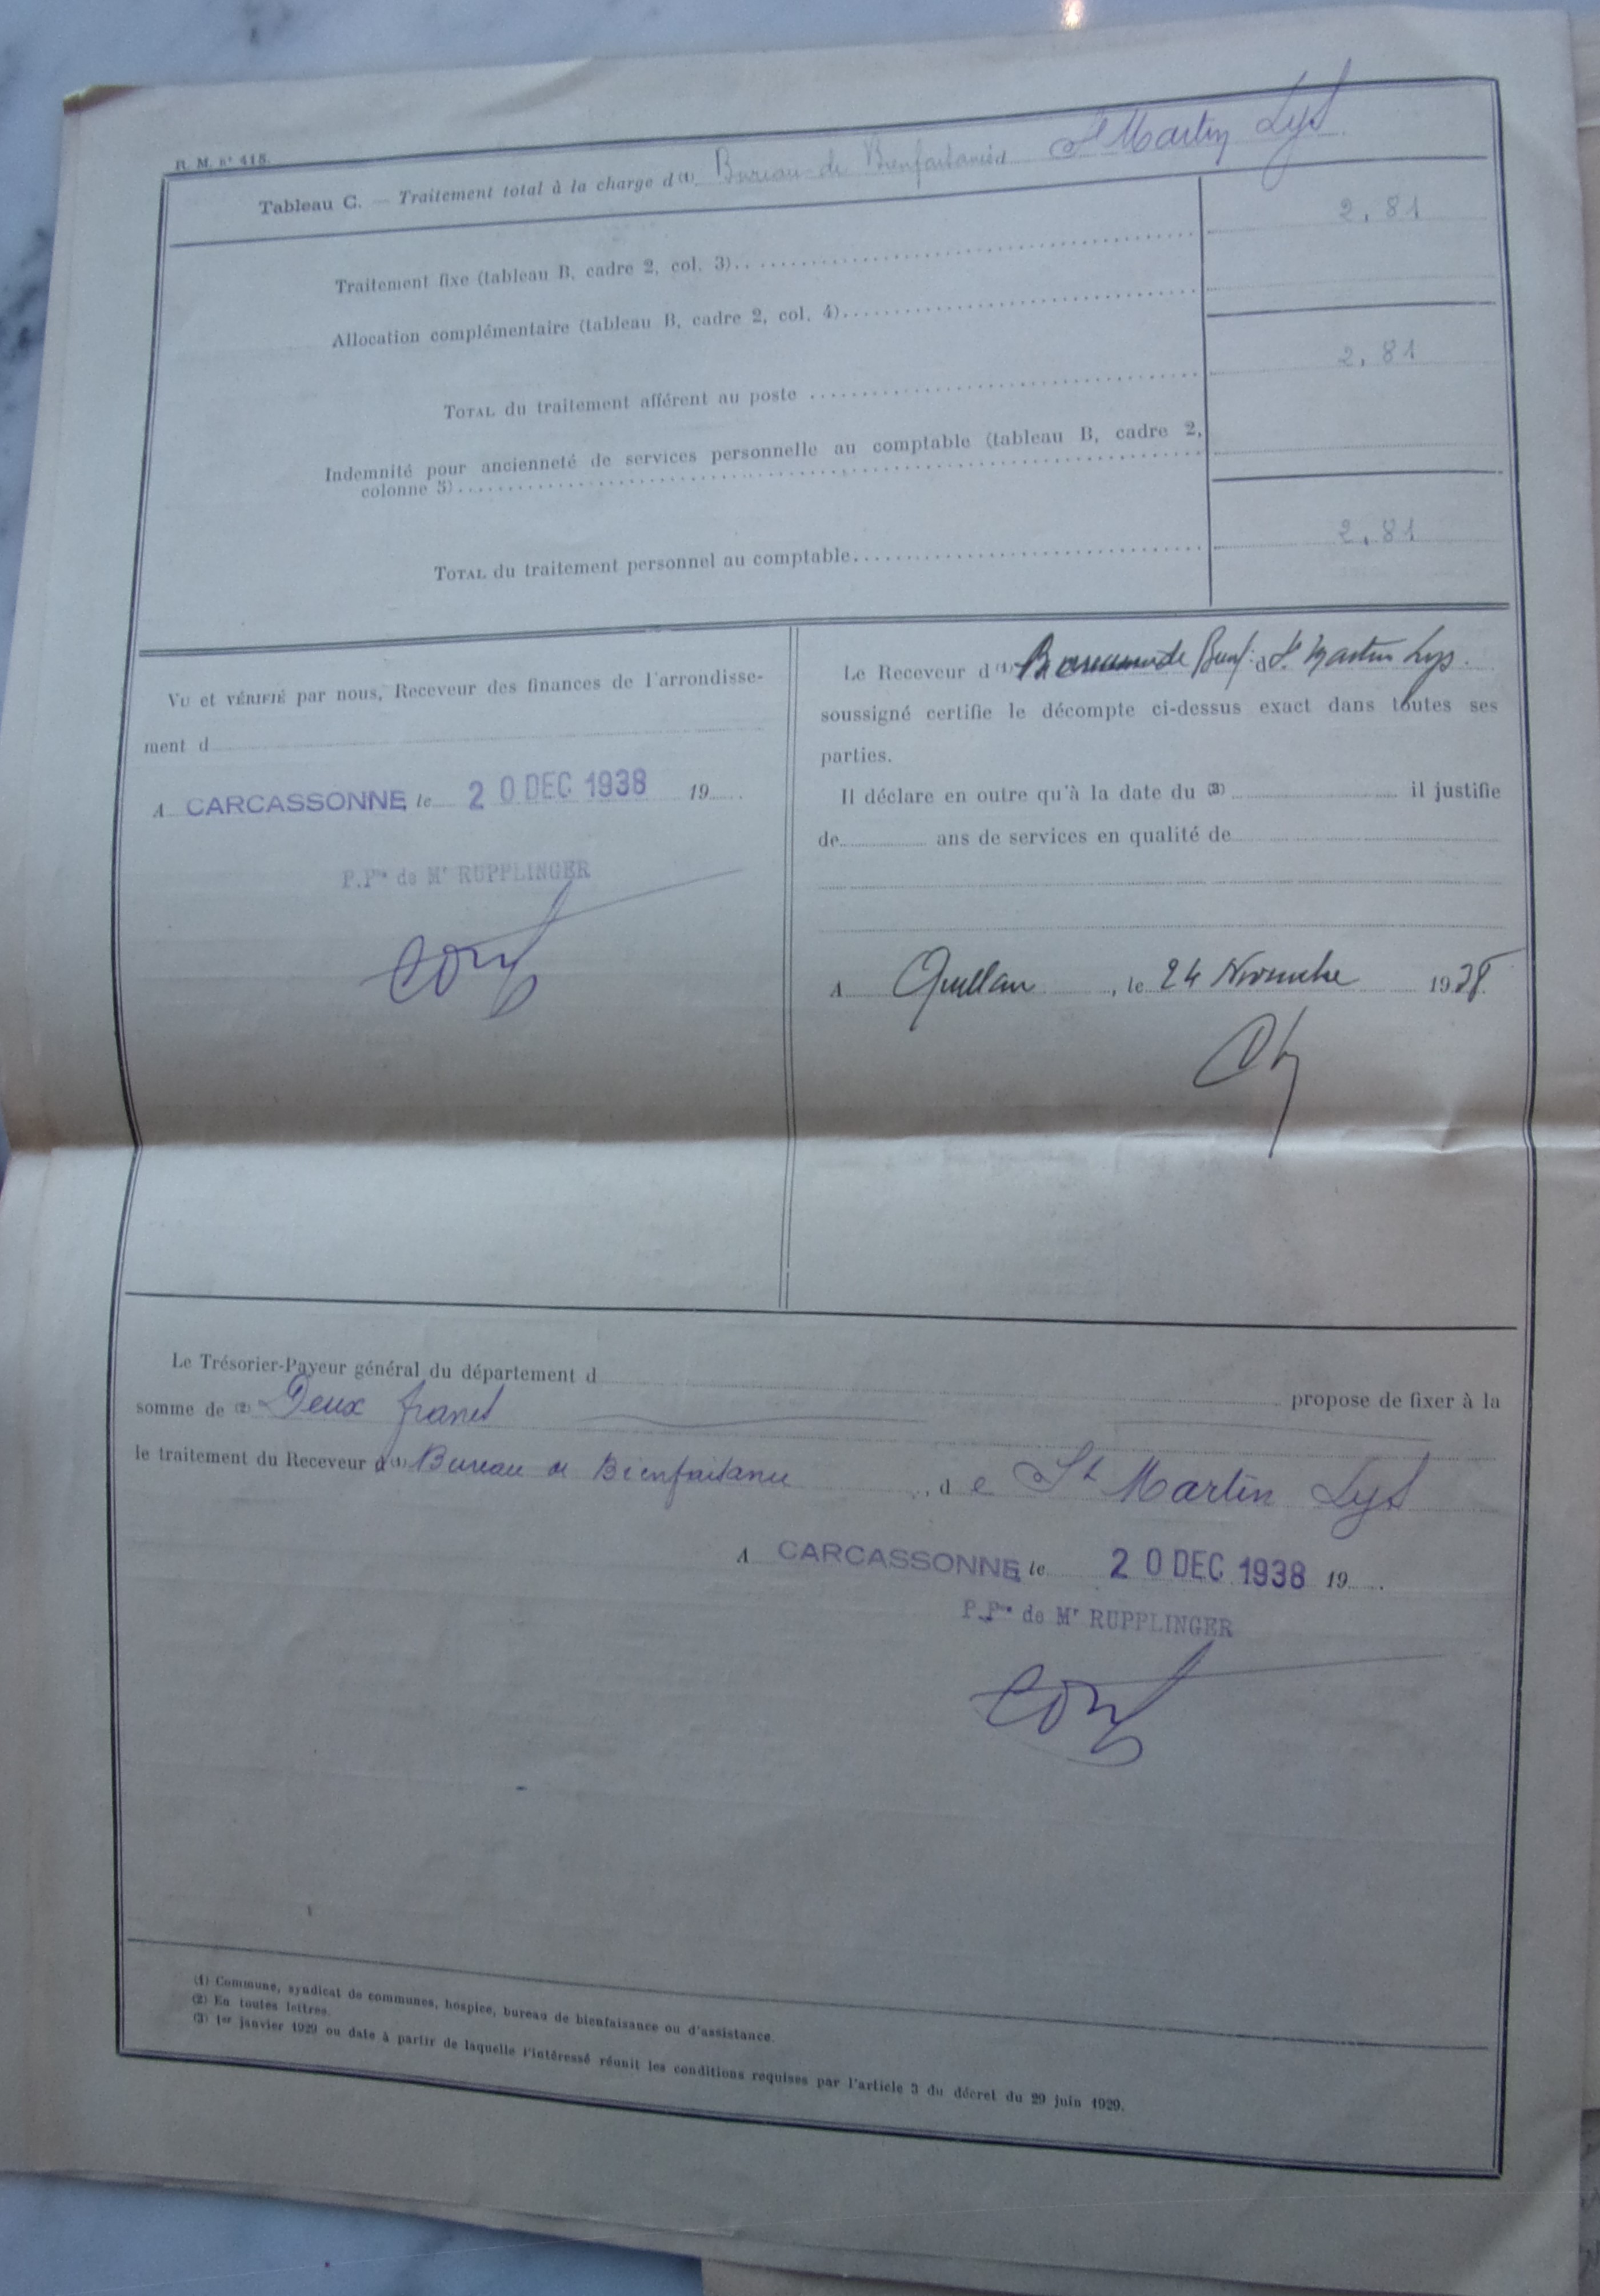 R. M. n° 415.
Tableau C. — Traitement total à la charge d (1) Bureau de Bienfaisance d St Martin Lys
Traitement fixe (tableau B, cadre 2, col. 3)........ 2,81
Allocation complémentaire (tableau B, cadre 2, col. 4)........
TOTAL du traitement afférent au poste ........ 2,81
Indemnité pour ancienneté de services personnelle au comptable (tableau B, cadre 2,
colonne 5)........
TOTAL du traitement personnel au comptable........ 2,81
VU et VÉRIFIÉ par nous, Receveur des finances de l'arrondisse-
ment d
A CARCASSONNE, le 20 DEC 1938 19 .
P.Pon de Mr RUPPLINGER
Le Receveur d (1) Bureau de Bienf. d St Martin Lys.
soussigné certifie le décompte ci-dessus exact dans toutes ses
parties.
Il déclare en outre qu'à la date du (3) il justifie
de ans de services en qualité de
A Quillan , le 24 Novembre 1938.
Le Trésorier-Payeur général du département d propose de fixer à la
somme de (2) Deux francs
le traitement du Receveur d (1) Bureau de Bienfaisance , d e St Martin Lys
A CARCASSONNE, le 20 DEC 1938 19 .
P.Pon de Mr RUPPLINGER
(1) Commune, syndicat de communes, hospice, bureau de bienfaisance ou d'assistance.
(2) En toutes lettres.
(3) 1er janvier 1929 ou date à partir de laquelle l'intéressé réunit les conditions requises par l'article 3 du décret du 29 juin 1929.